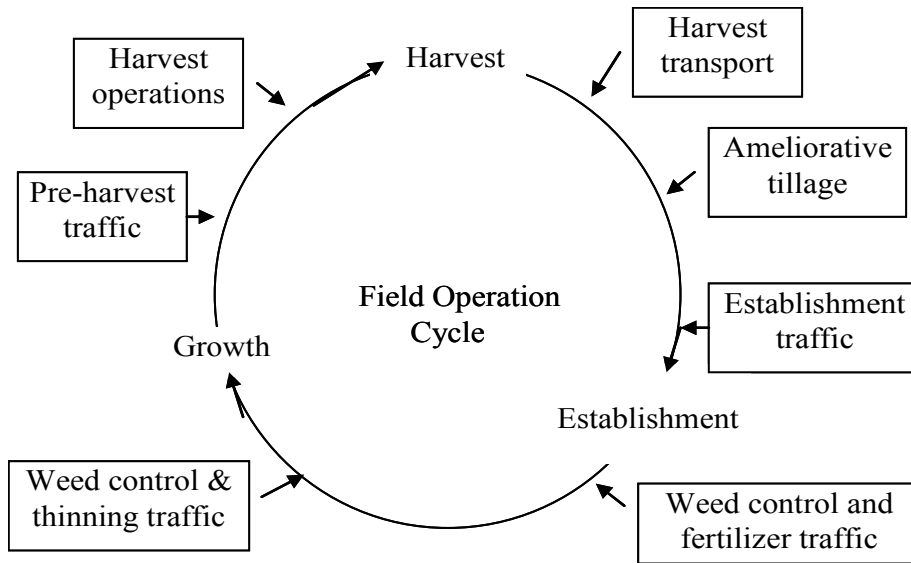 Harvest
operations
Harvest
Harvest
transport
Ameliorative
tillage
Pre-harvest
traffic
Field Operation
Cycle
Establishment
traffic
Growth
Establishment
Weed control &
thinning traffic
Weed control and
fertilizer traffic